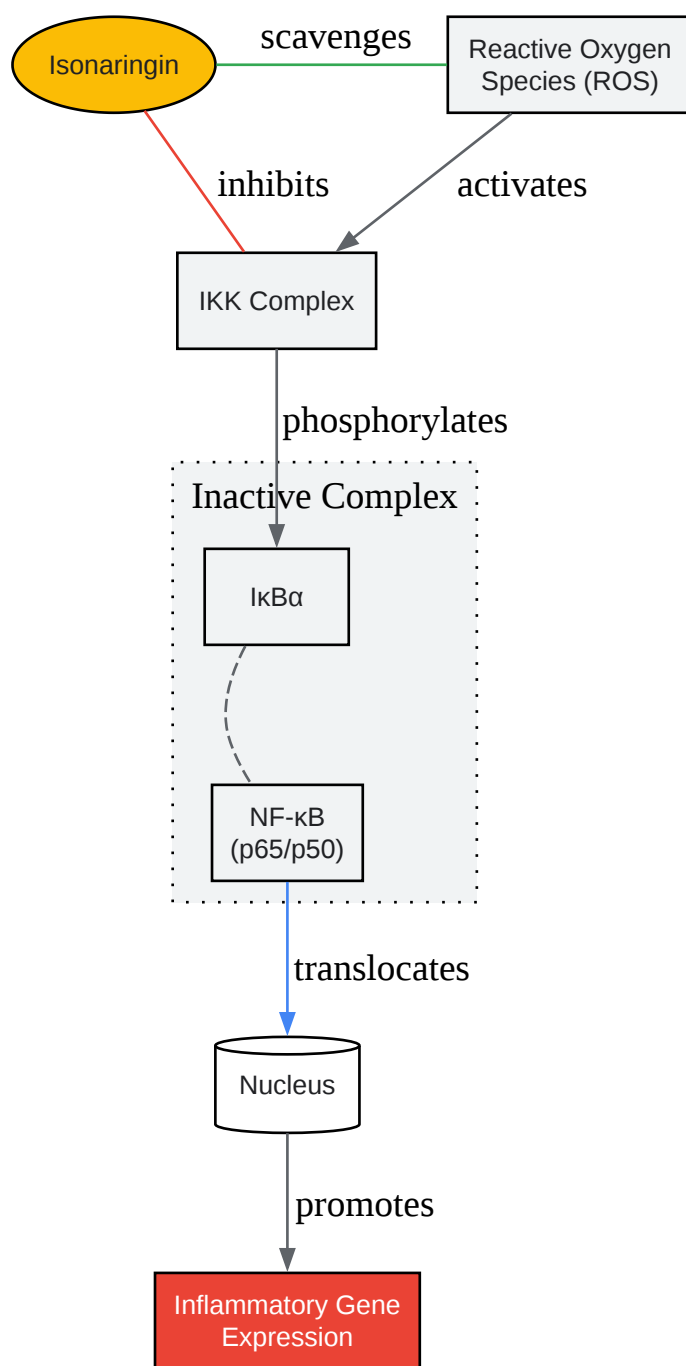 scavenges
Isonaringin
Reactive Oxygen
Species (ROS)
inhibits
activates
IKK Complex
phosphorylates
Inactive Complex
IκBα
NF-κB
(p65/p50)
translocates
Nucleus
promotes
Inflammatory Gene
Expression